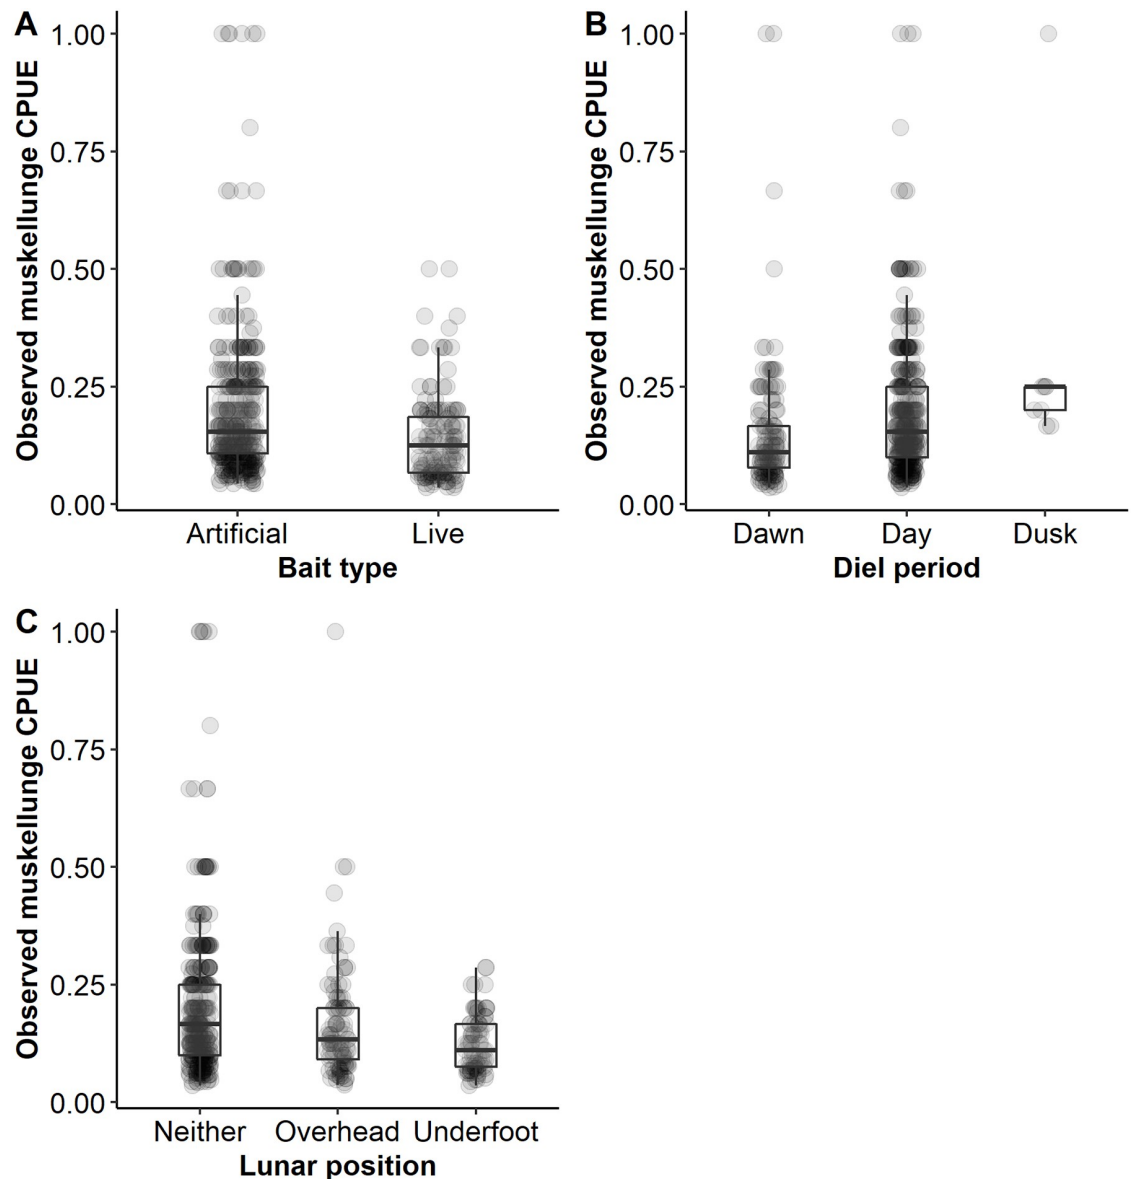 A
Observed muskellunge CPUE
1.00
0.75
0.50
0.25
0.00
Artificial Live
Bait type
B
Observed muskellunge CPUE
1.00
0.75
0.50
0.25
0.00
Dawn Day Dusk
Diel period
C
Observed muskellunge CPUE
1.00
0.75
0.50
0.25
0.00
Neither Overhead Underfoot
Lunar position